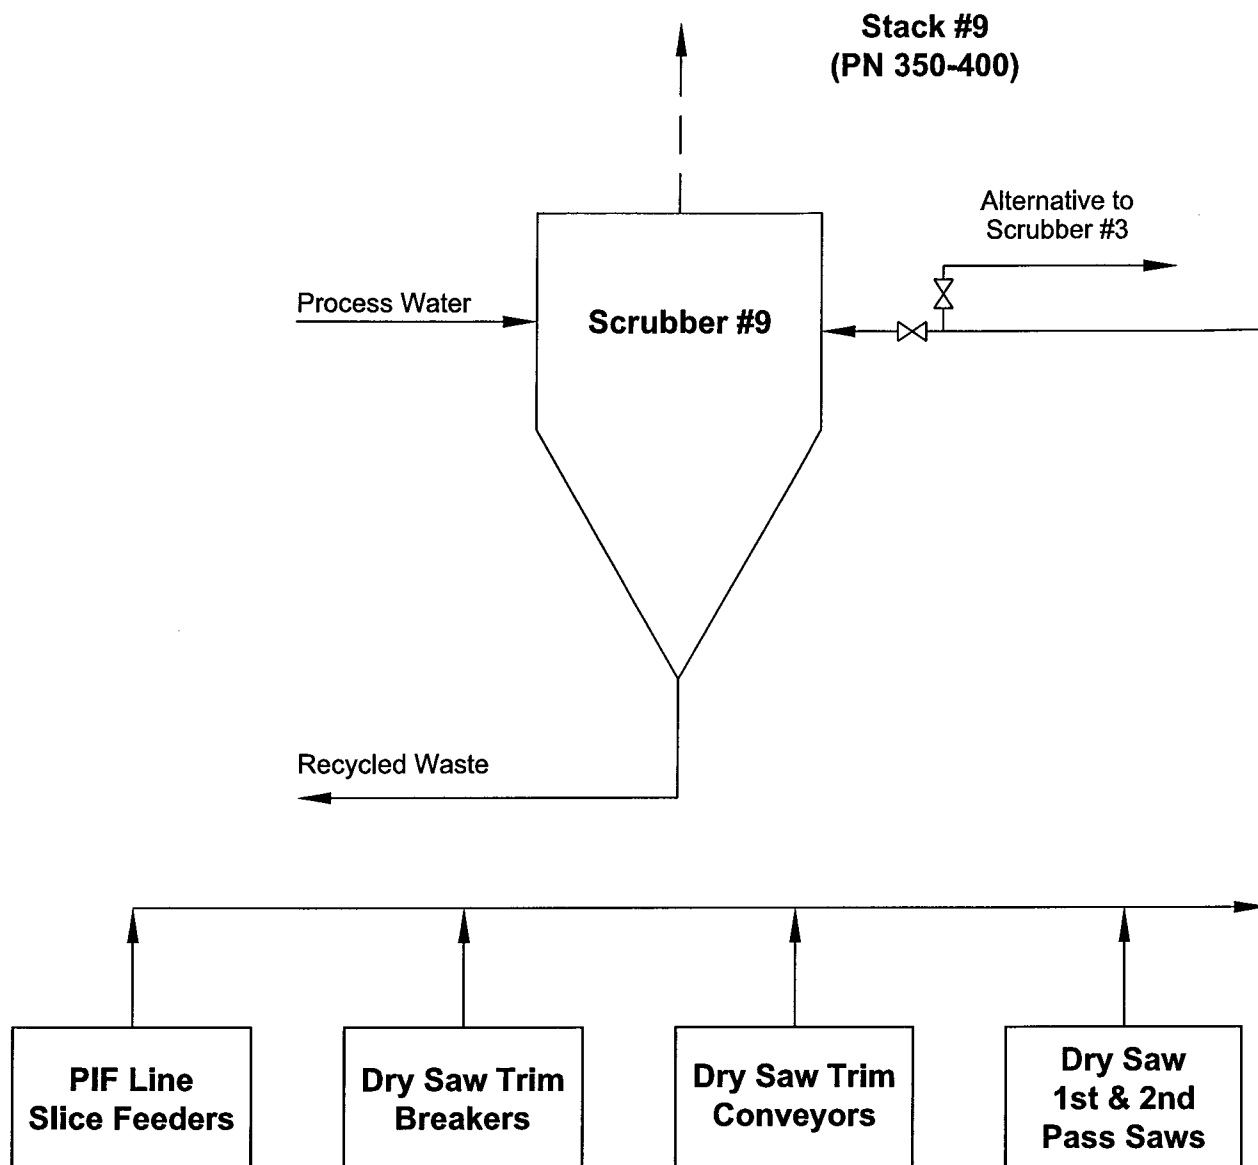 Stack #9
(PN 350-400)
Alternative to
Scrubber #3
Process Water
Scrubber #9
Recycled Waste
PIF Line
Slice Feeders
Dry Saw Trim
Breakers
Dry Saw Trim
Conveyors
Dry Saw
1st & 2nd
Pass Saws